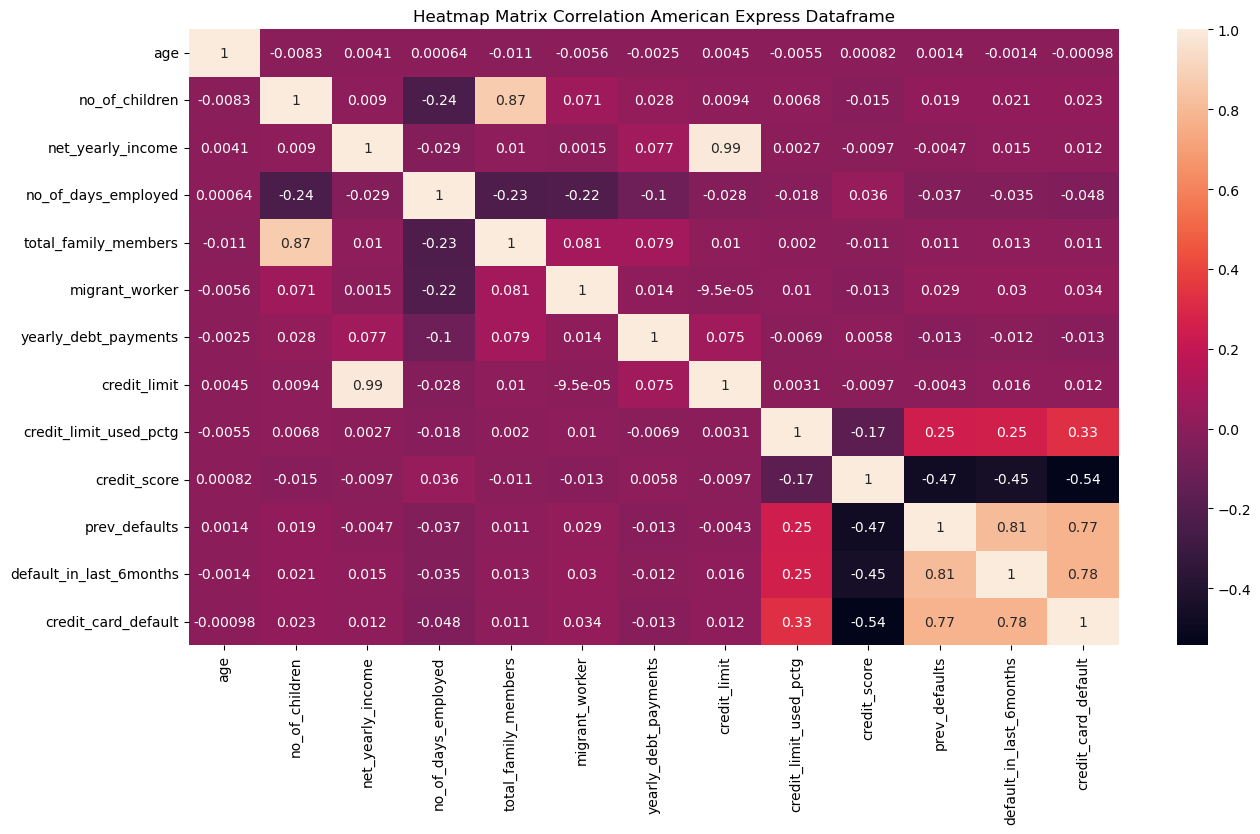 Heatmap Matrix Correlation American Express Dataframe
age 1 -0.0083 0.0041 0.00064 -0.011 -0.0056 -0.0025 0.0045 -0.0055 0.00082 0.0014 -0.0014 -0.00098
no_of_children -0.0083 1 0.009 -0.24 0.87 0.071 0.028 0.0094 0.0068 -0.015 0.019 0.021 0.023
net_yearly_income 0.0041 0.009 1 -0.029 0.01 0.0015 0.077 0.99 0.0027 -0.0097 -0.0047 0.015 0.012
no_of_days_employed 0.00064 -0.24 -0.029 1 -0.23 -0.22 -0.1 -0.028 -0.018 0.036 -0.037 -0.035 -0.048
total_family_members -0.011 0.87 0.01 -0.23 1 0.081 0.079 0.01 0.002 -0.011 0.011 0.013 0.011
migrant_worker -0.0056 0.071 0.0015 -0.22 0.081 1 0.014 -9.5e-05 0.01 -0.013 0.029 0.03 0.034
yearly_debt_payments -0.0025 0.028 0.077 -0.1 0.079 0.014 1 0.075 -0.0069 0.0058 -0.013 -0.012 -0.013
credit_limit 0.0045 0.0094 0.99 -0.028 0.01 -9.5e-05 0.075 1 0.0031 -0.0097 -0.0043 0.016 0.012
credit_limit_used_pctg -0.0055 0.0068 0.0027 -0.018 0.002 0.01 -0.0069 0.0031 1 -0.17 0.25 0.25 0.33
credit_score 0.00082 -0.015 -0.0097 0.036 -0.011 -0.013 0.0058 -0.0097 -0.17 1 -0.47 -0.45 -0.54
prev_defaults 0.0014 0.019 -0.0047 -0.037 0.011 0.029 -0.013 -0.0043 0.25 -0.47 1 0.81 0.77
default_in_last_6months -0.0014 0.021 0.015 -0.035 0.013 0.03 -0.012 0.016 0.25 -0.45 0.81 1 0.78
credit_card_default -0.00098 0.023 0.012 -0.048 0.011 0.034 -0.013 0.012 0.33 -0.54 0.77 0.78 1
age
no_of_children
net_yearly_income
no_of_days_employed
total_family_members
migrant_worker
yearly_debt_payments
credit_limit
credit_limit_used_pctg
credit_score
prev_defaults
default_in_last_6months
credit_card_default
1.0
0.8
0.6
0.4
0.2
0.0
−0.2
−0.4